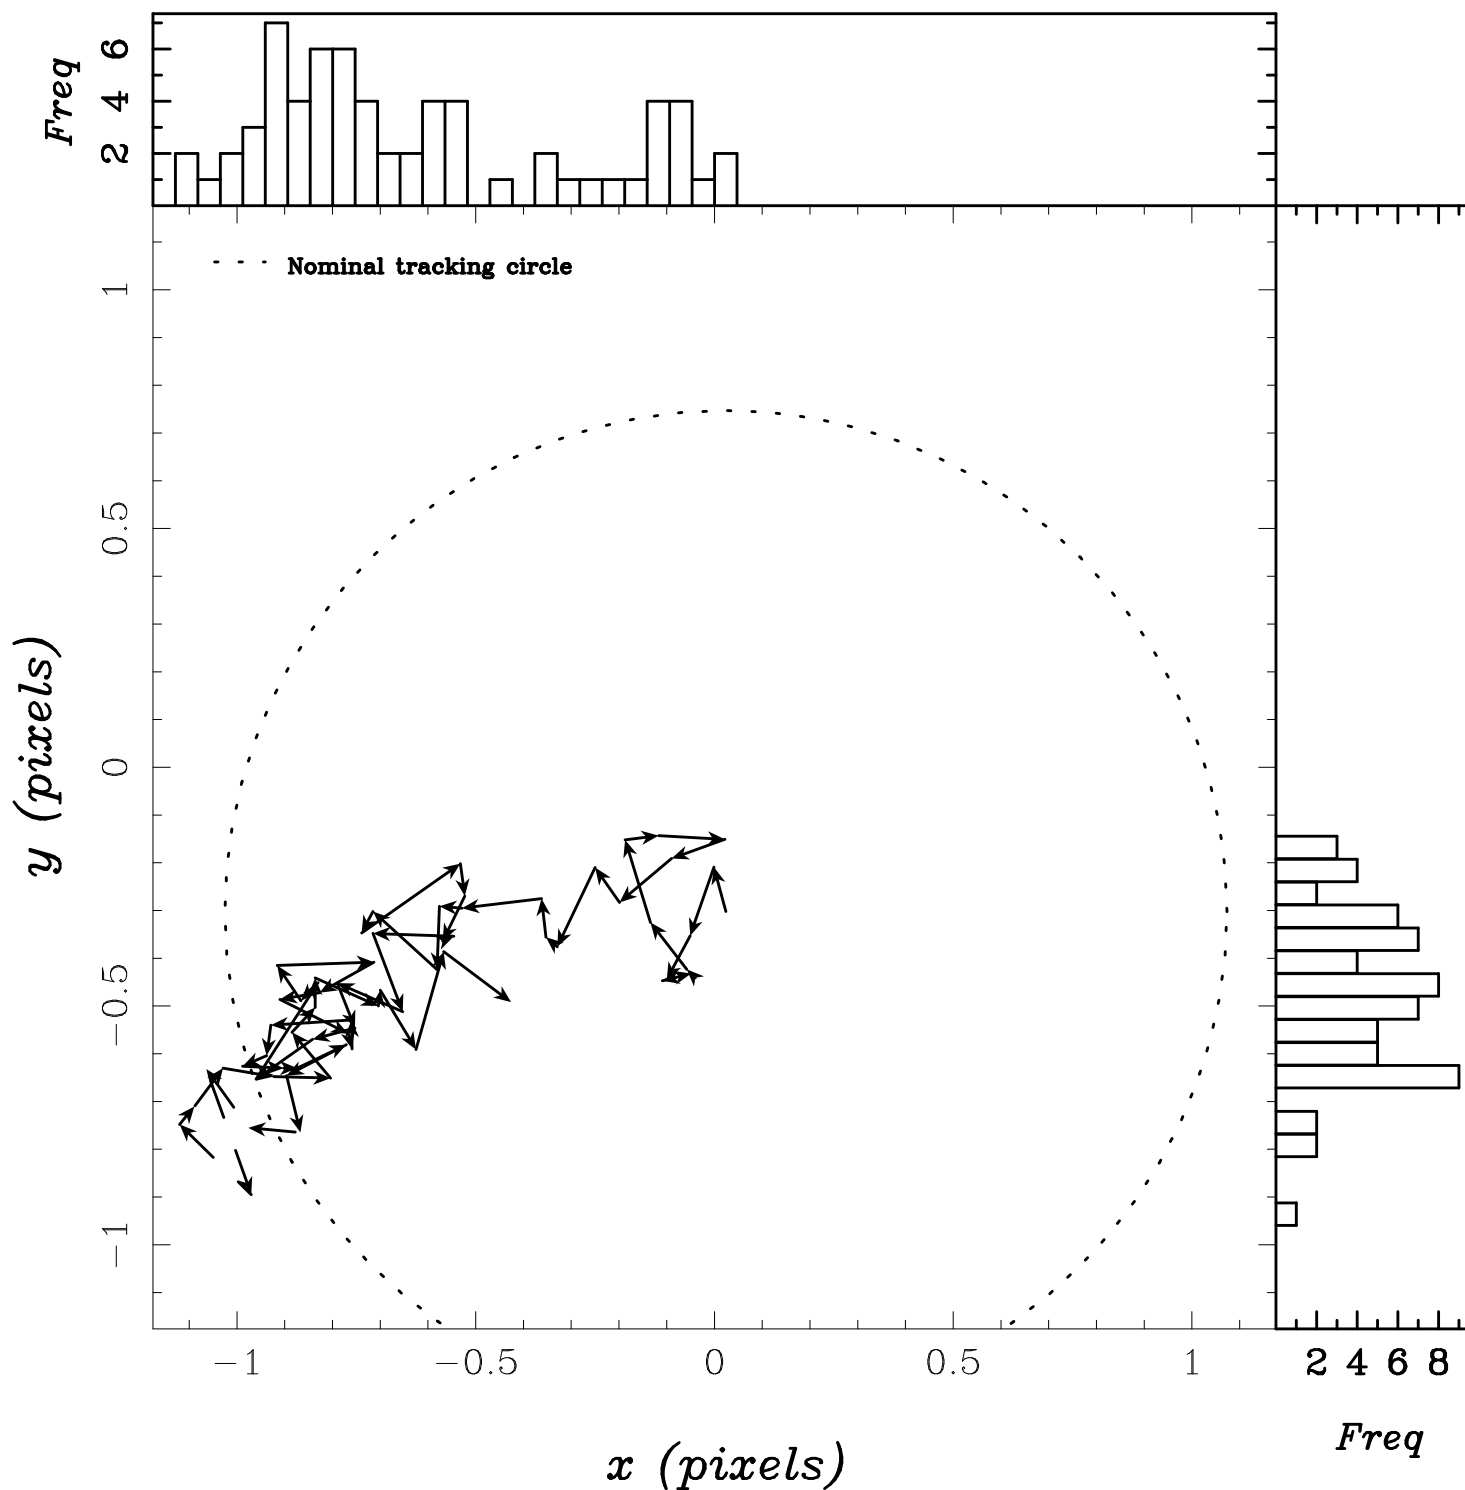 Freq
2 4 6
Nominal tracking circle
y (pixels)
1
0.5
0
−0.5
−1
−1 −0.5 0 0.5 1
2 4 6 8
x (pixels)
Freq